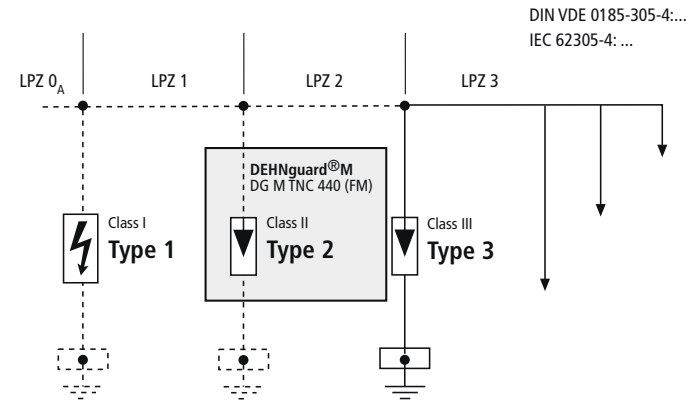 DIN VDE 0185-305-4:...
IEC 62305-4: ...
LPZ 0A
LPZ 1
LPZ 2
LPZ 3
DEHNguard®M
DG M TNC 440 (FM)
Class I
Type 1
Class II
Type 2
Class III
Type 3